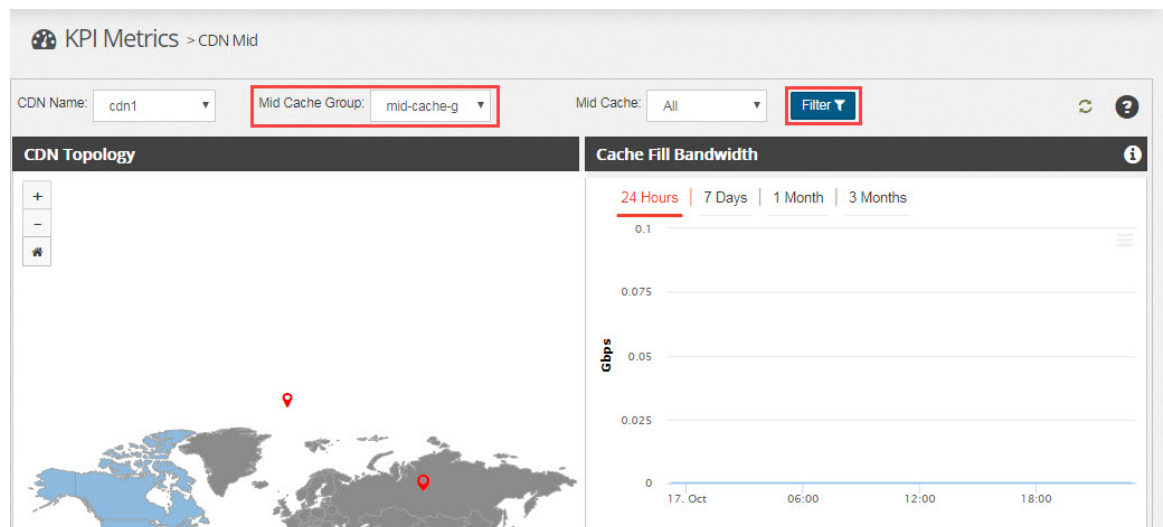 KPI Metrics > CDN Mid
CDN Name: cdn1 Mid Cache Group: mid-cache-g Mid Cache: All Filter
CDN Topology
Cache Fill Bandwidth
+
−
24 Hours | 7 Days | 1 Month | 3 Months
0.1
0.075
0.05
0.025
0
Gbps
17. Oct 06:00 12:00 18:00